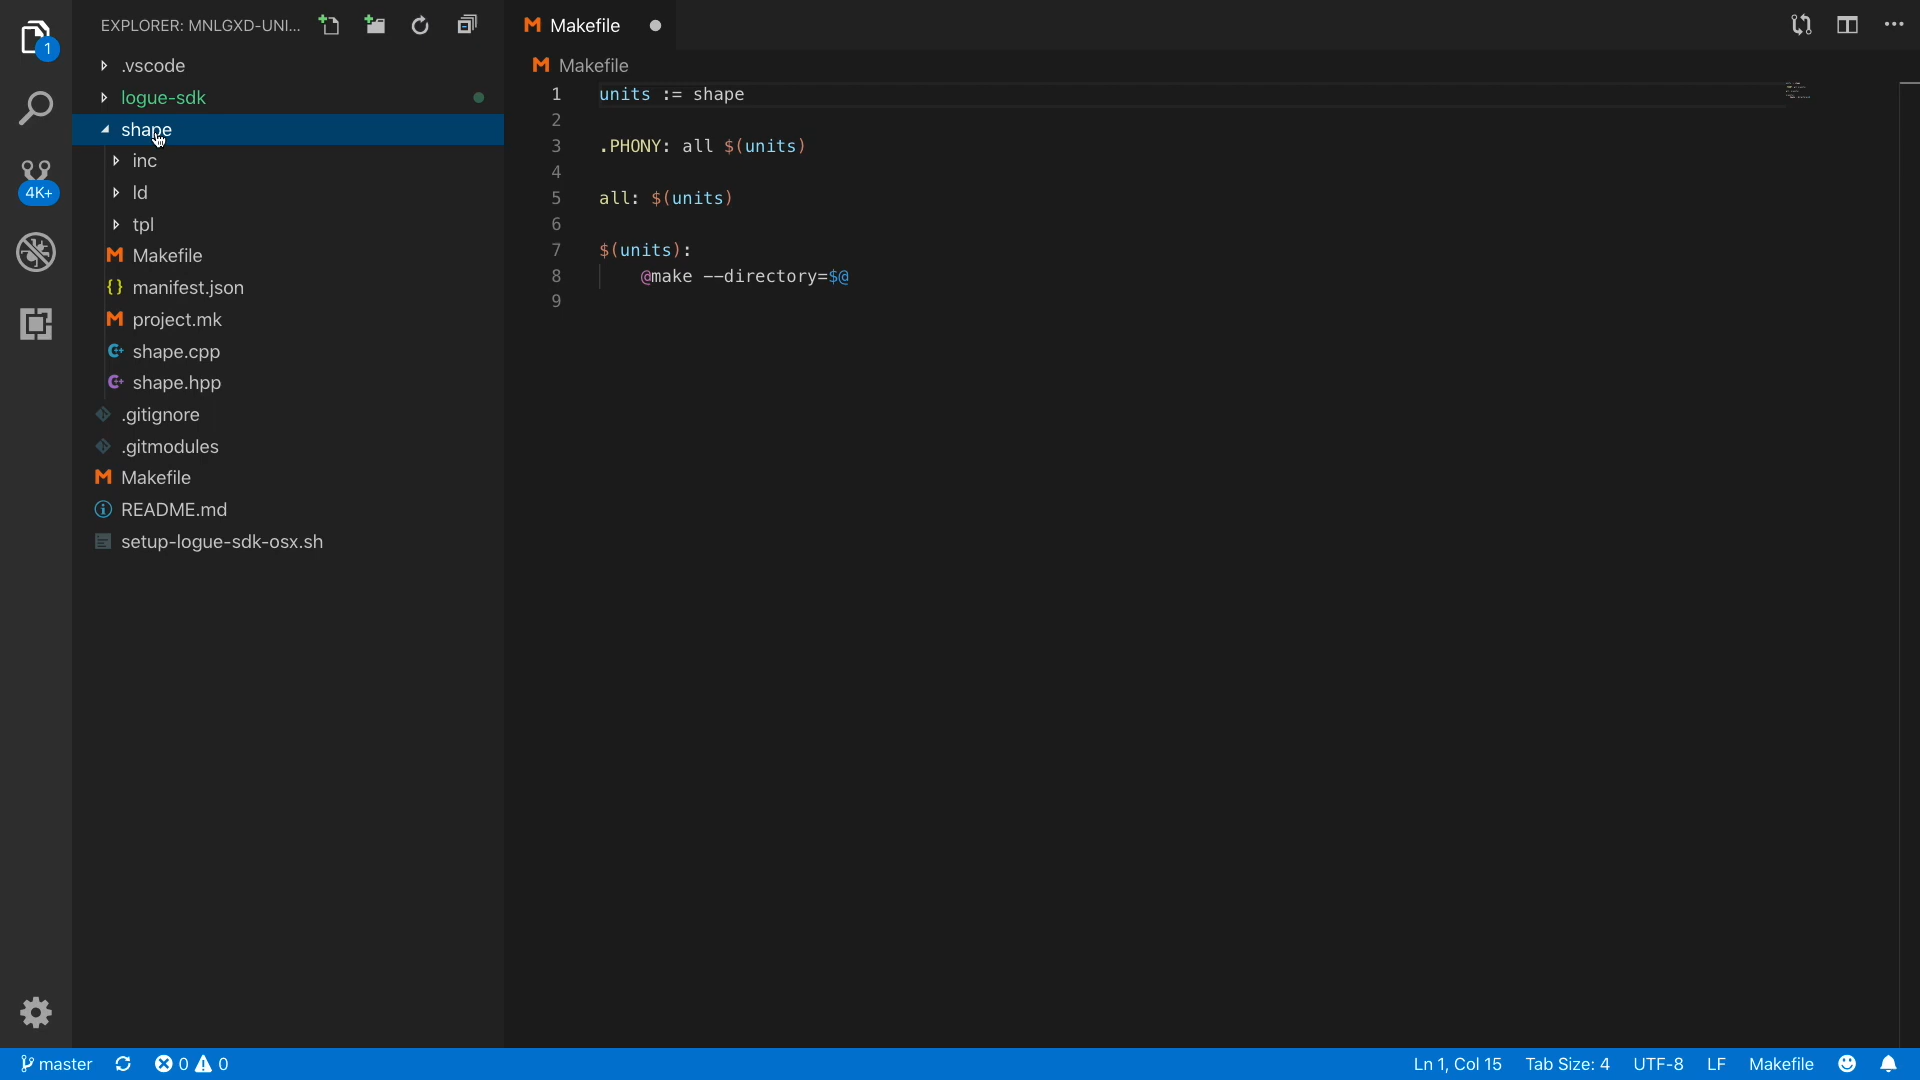 EXPLORER: MNLGXD-UNI...
1
.vscode
logue-sdk
shape
inc
ld
tpl
Makefile
manifest.json
project.mk
shape.cpp
shape.hpp
.gitignore
.gitmodules
Makefile
README.md
setup-logue-sdk-osx.sh
4K+
Makefile
Makefile
1 units := shape
2
3 .PHONY: all $(units)
4
5 all: $(units)
6
7 $(units):
8 @make --directory=$@
9
master 0 0 Ln 1, Col 15 Tab Size: 4 UTF-8 LF Makefile